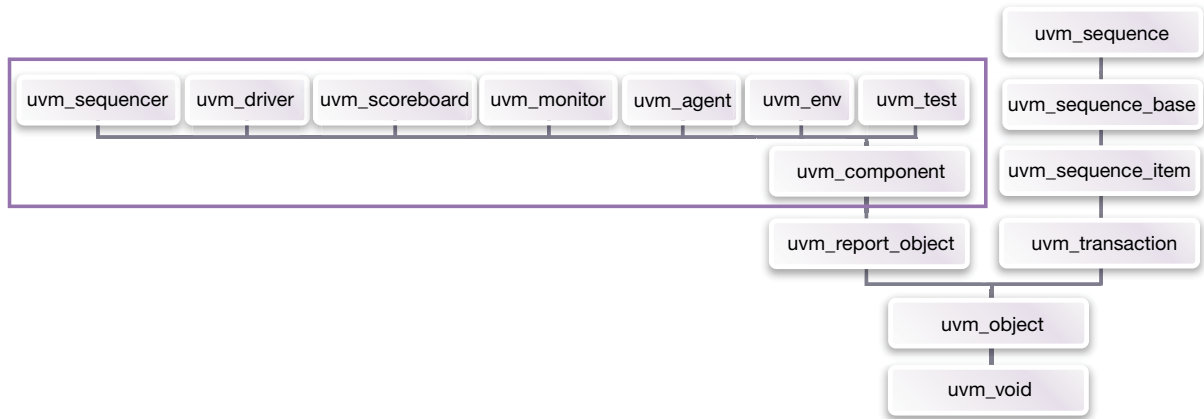 uvm_sequence
uvm_sequencer uvm_driver uvm_scoreboard uvm_monitor uvm_agent uvm_env uvm_test uvm_sequence_base
uvm_component uvm_sequence_item
uvm_report_object uvm_transaction
uvm_object
uvm_void